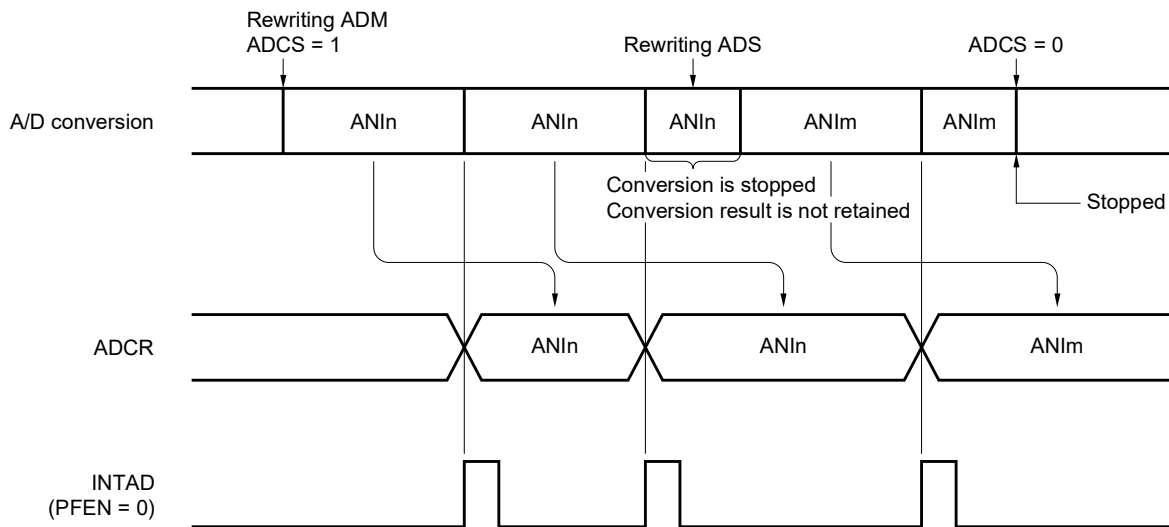 Rewriting ADM
ADCS = 1
Rewriting ADS
ADCS = 0
A/D conversion
ANIn
ANIn
ANIn
ANIm
ANIm
Conversion is stopped
Conversion result is not retained
Stopped
ADCR
ANIn
ANIn
ANIm
INTAD
(PFEN = 0)